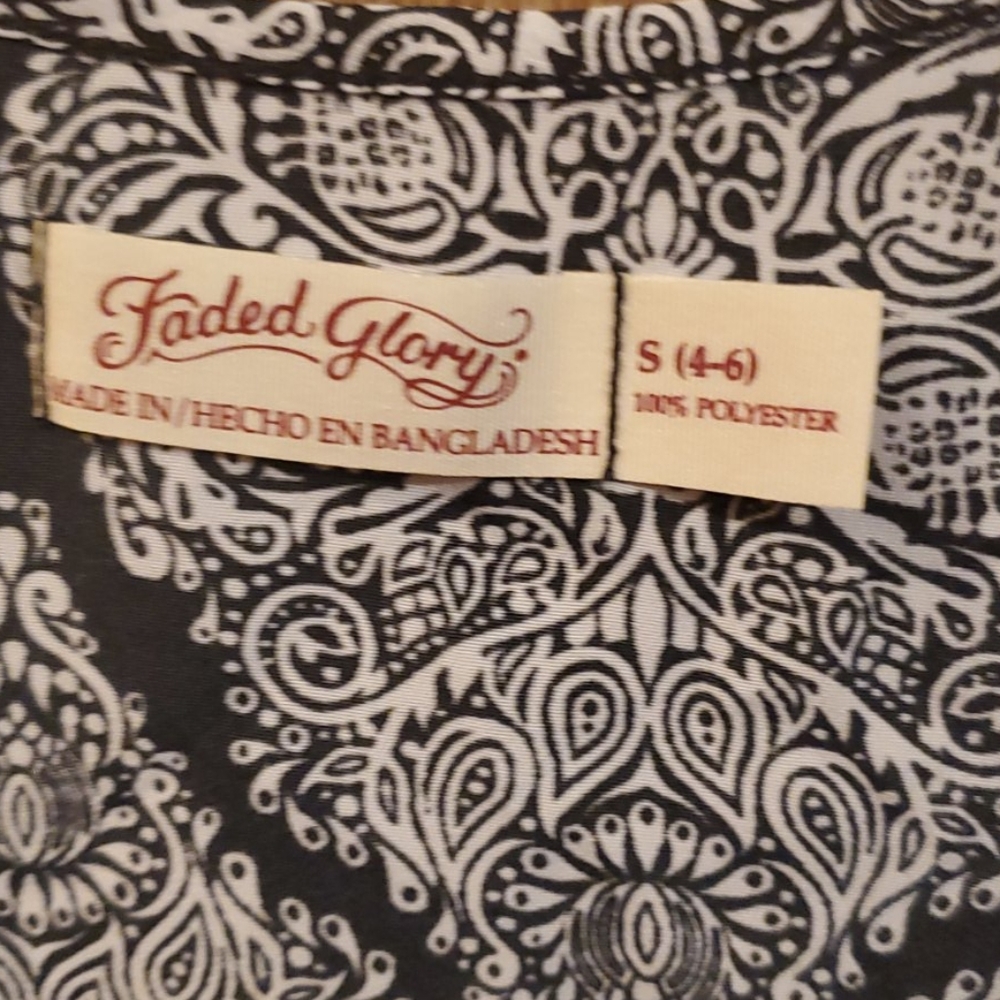 Faded Glory
MADE IN/HECHO EN BANGLADESH
S (4-6)
100% POLYESTER